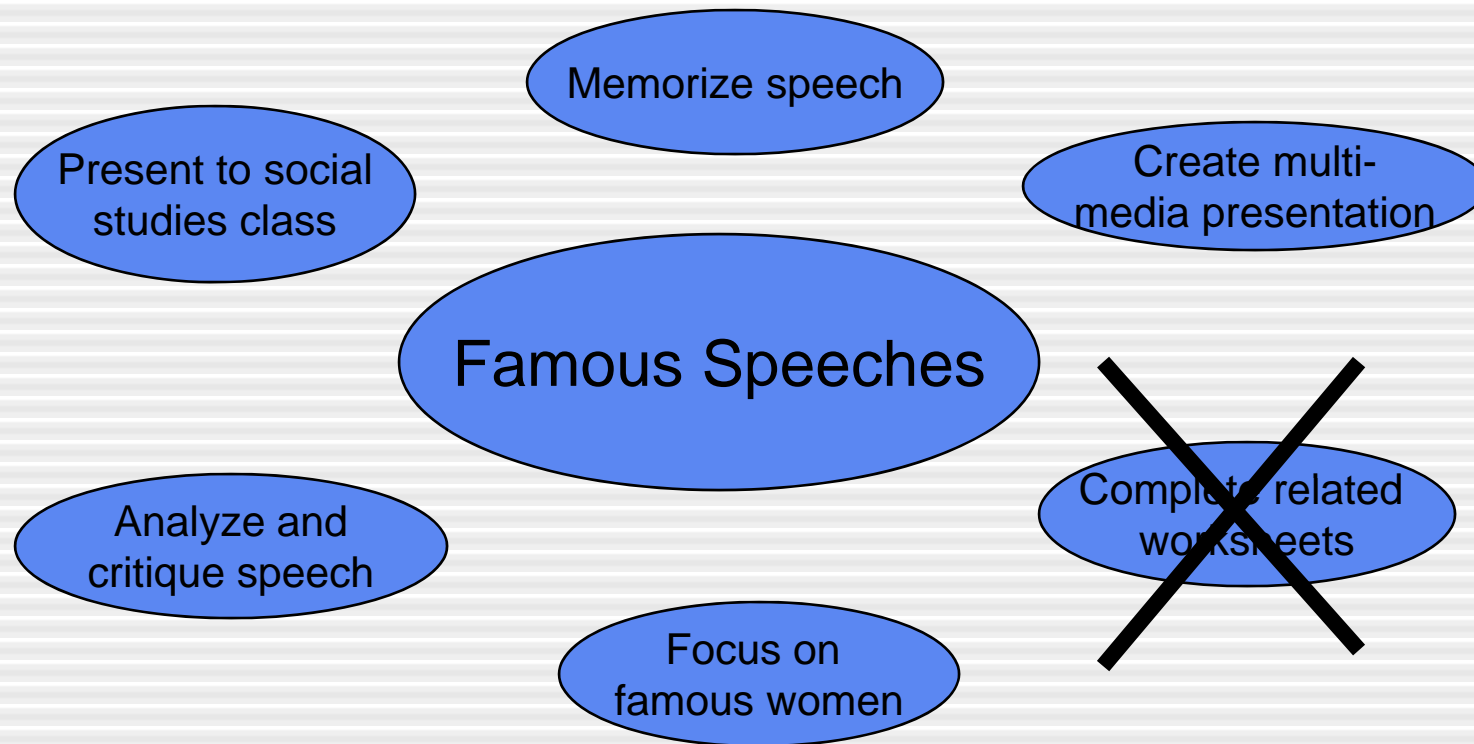 Memorize speech
Present to social
studies class
Create multi-
media presentation
Famous Speeches
Complete related
worksheets
Analyze and
critique speech
Focus on
famous women